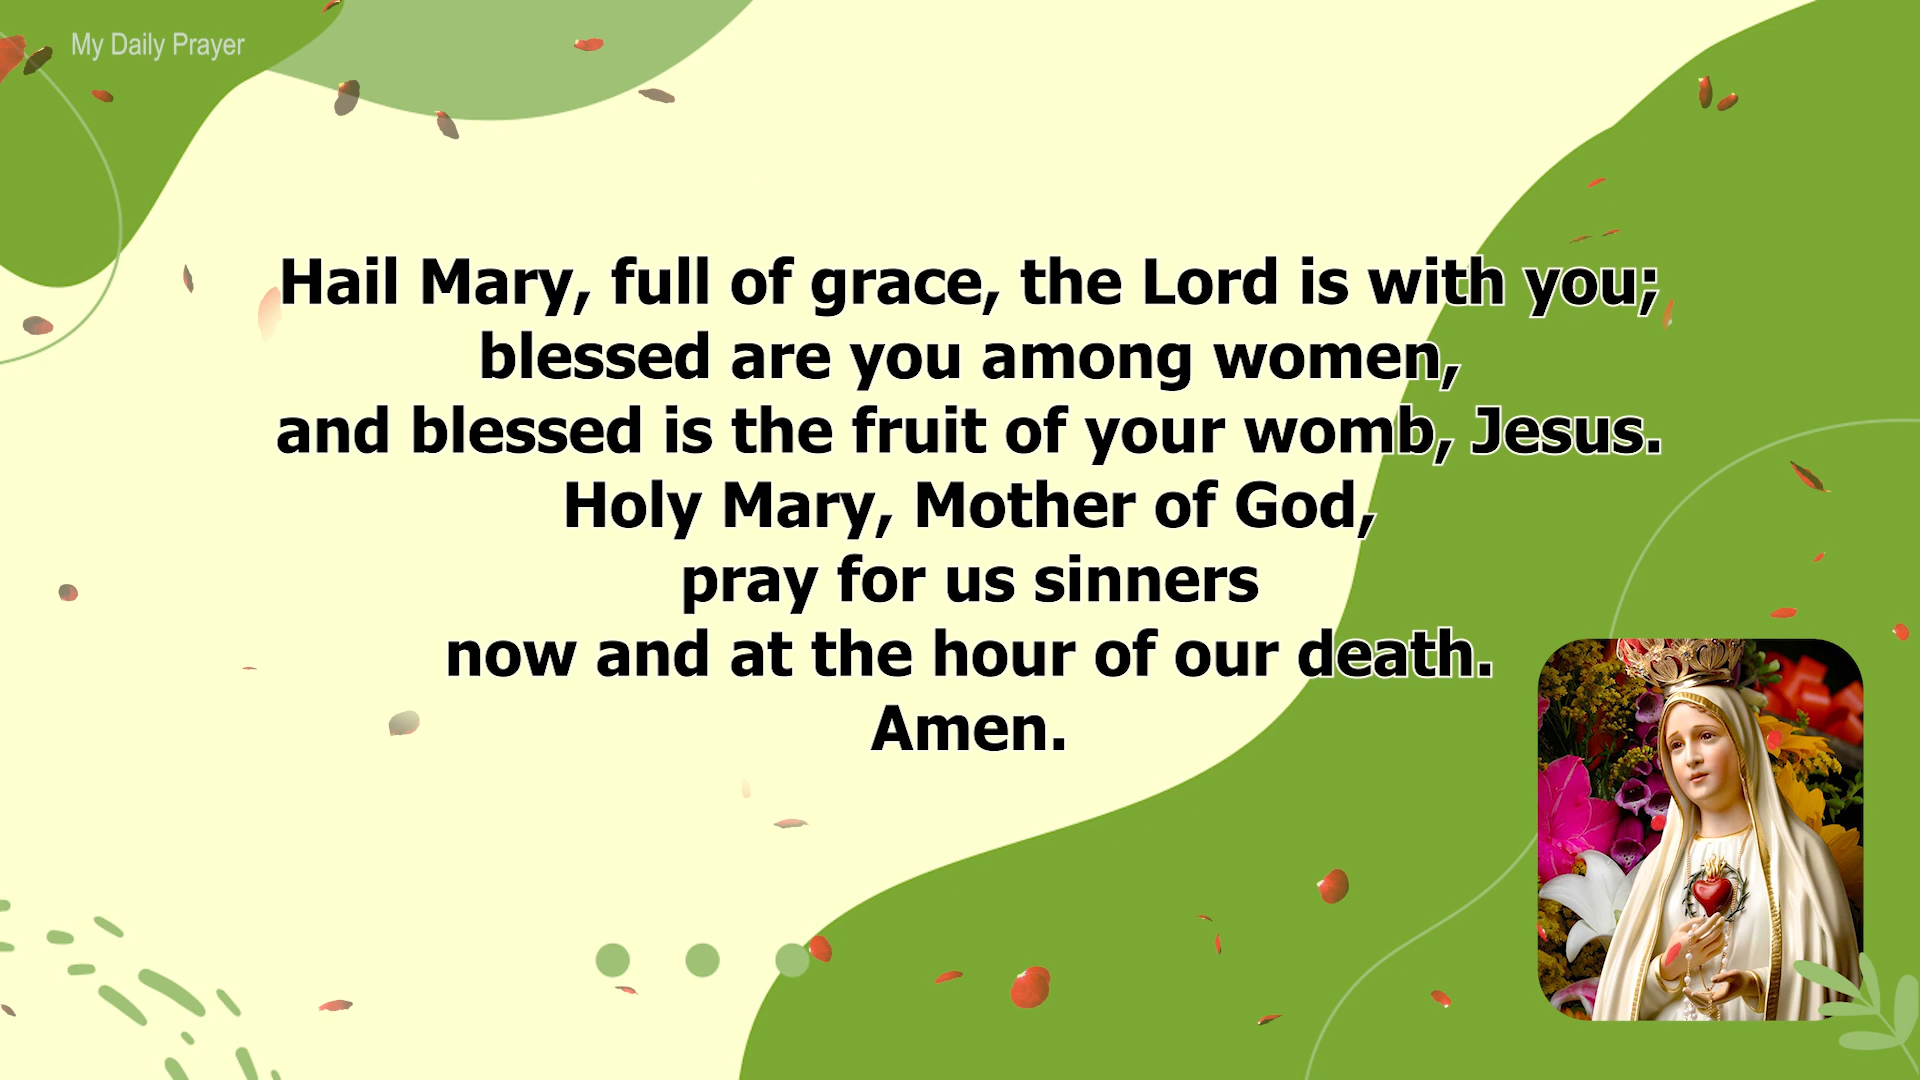 My Daily Prayer
Hail Mary, full of grace, the Lord is with you;
blessed are you among women,
and blessed is the fruit of your womb, Jesus.
Holy Mary, Mother of God,
pray for us sinners
now and at the hour of our death.
Amen.